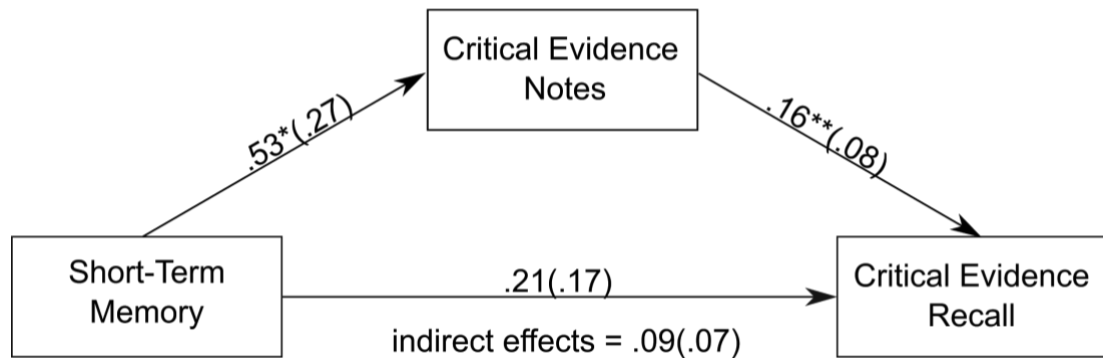 Critical Evidence
Notes
.53*(.27)
.16**(.08)
Short-Term
Memory
.21(.17)
Critical Evidence
Recall
indirect effects = .09(.07)